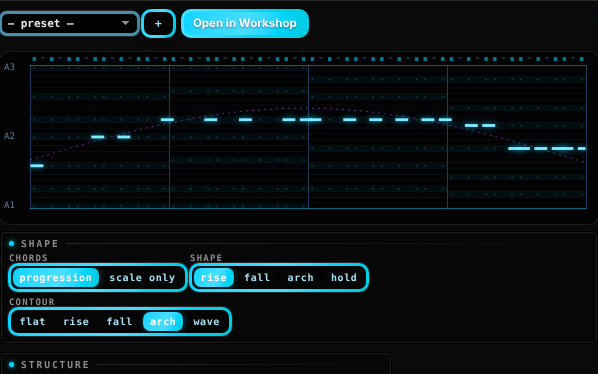 — preset — + Open in Workshop
A3
A2
A1
SHAPE
CHORDS SHAPE
progression scale only rise fall arch hold
CONTOUR
flat rise fall arch wave
STRUCTURE